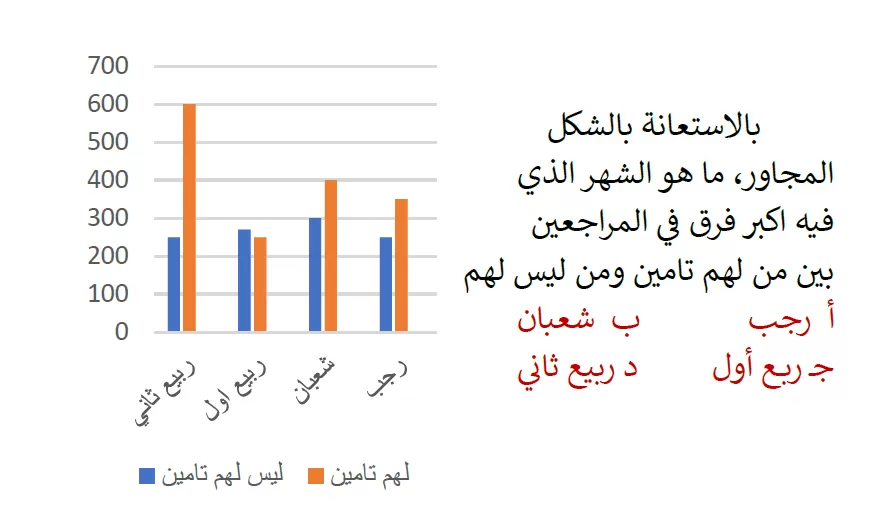 بالاستعانة بالشكل
المجاور، ما هو الشهر الذي
فيه اكبر فرق في المراجعين
بين من لهم تامين ومن ليس لهم
أ رجب ب شعبان
جـ ربع أول د ربيع ثاني
700
600
500
400
300
200
100
0
رجب
شعبان
ربيع اول
ربيع ثاني
لهم تامين
ليس لهم تامين